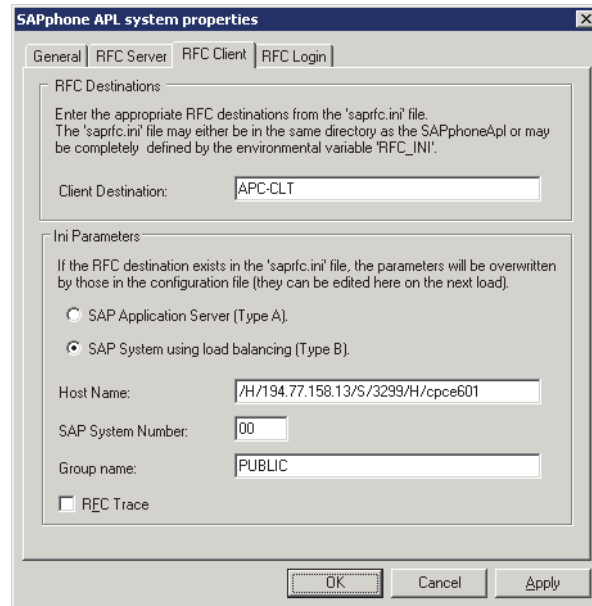 SAPphone APL system properties
General RFC Server RFC Client RFC Login
RFC Destinations
Enter the appropriate RFC destinations from the 'saprfc.ini' file.
The 'saprfc.ini' file may either be in the same directory as the SAPphoneApl or may
be completely defined by the environmental variable 'RFC_INI'.
Client Destination: APC-CLT
Ini Parameters
If the RFC destination exists in the 'saprfc.ini' file, the parameters will be overwritten
by those in the configuration file (they can be edited here on the next load).
SAP Application Server (Type A).
SAP System using load balancing (Type B).
Host Name: /H/194.77.158.13/S/3299/H/cpce601
SAP System Number: 00
Group name: PUBLIC
RFC Trace
OK Cancel Apply